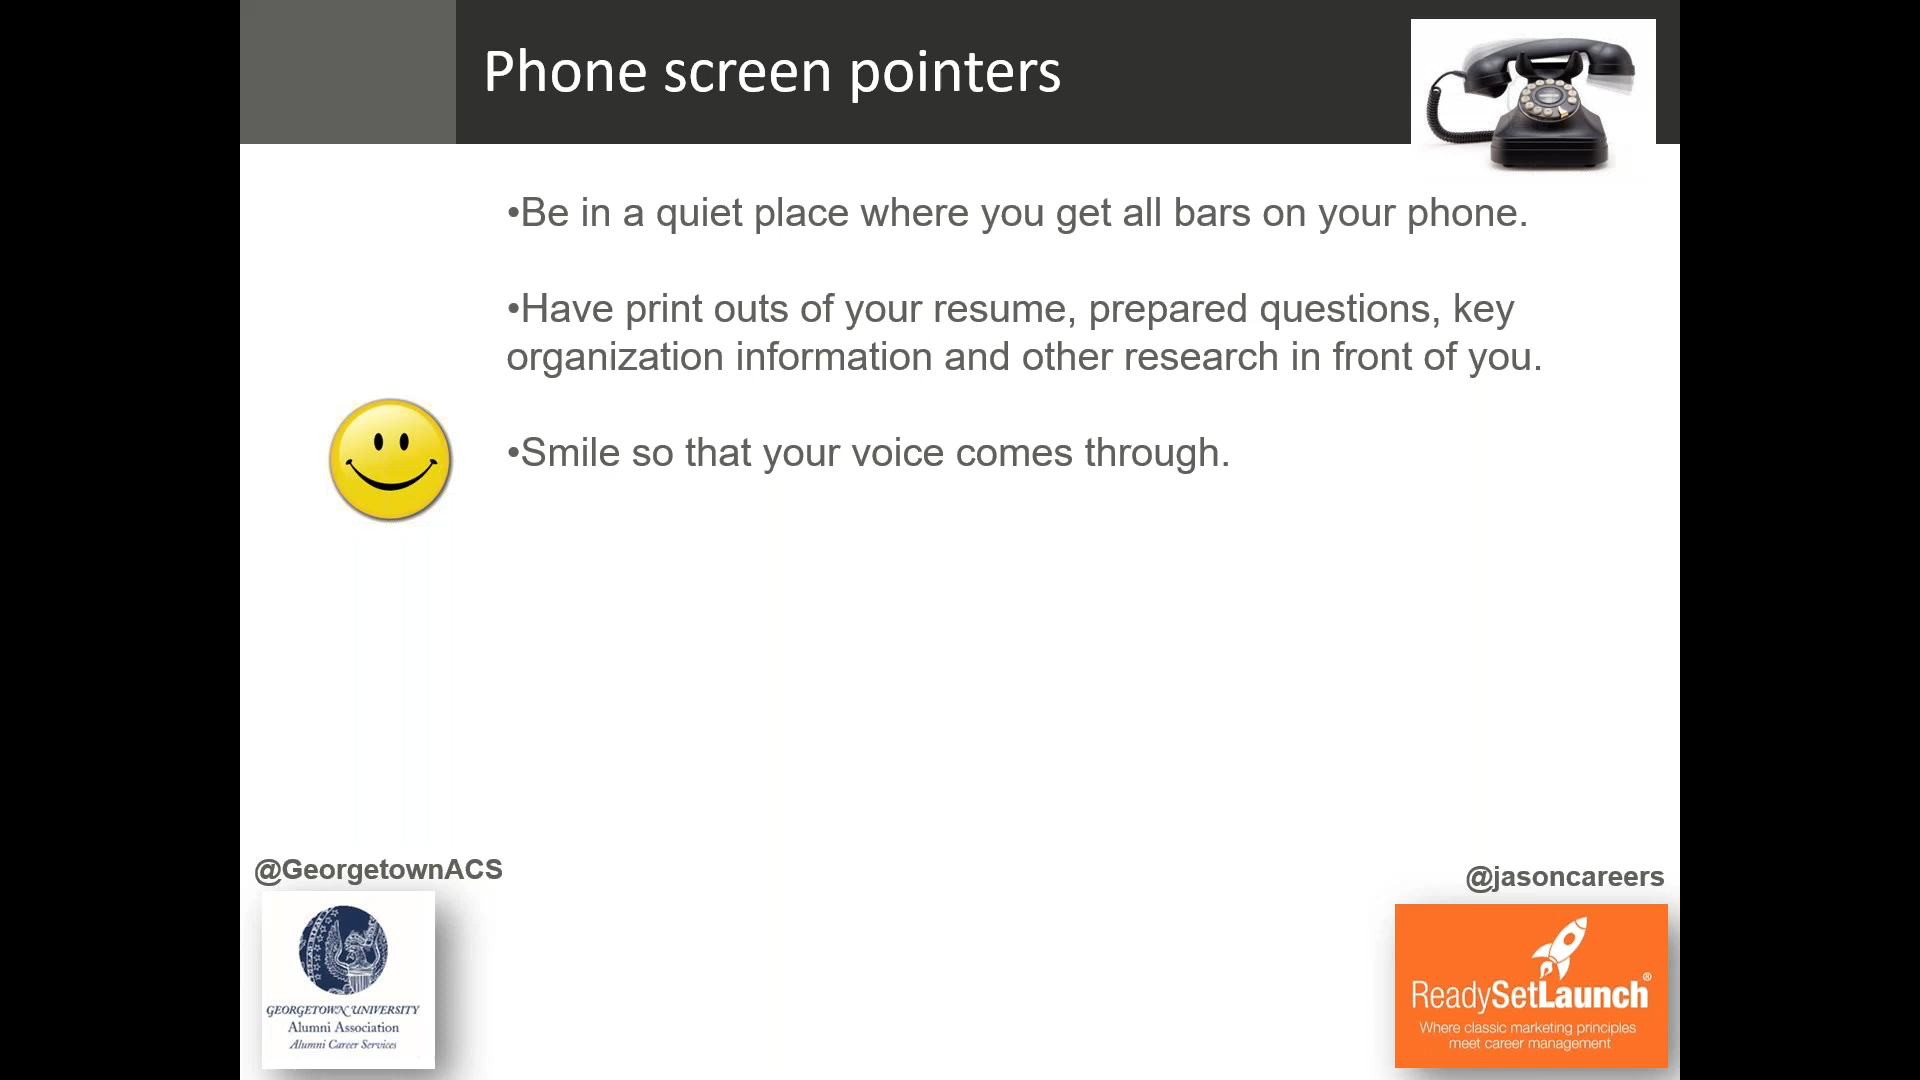 Phone screen pointers
•Be in a quiet place where you get all bars on your phone.
•Have print outs of your resume, prepared questions, key
organization information and other research in front of you.
•Smile so that your voice comes through.
@GeorgetownACS
GEORGETOWN UNIVERSITY
Alumni Association
Alumni Career Services
@jasoncareers
ReadySetLaunch®
Where classic marketing principles
meet career management